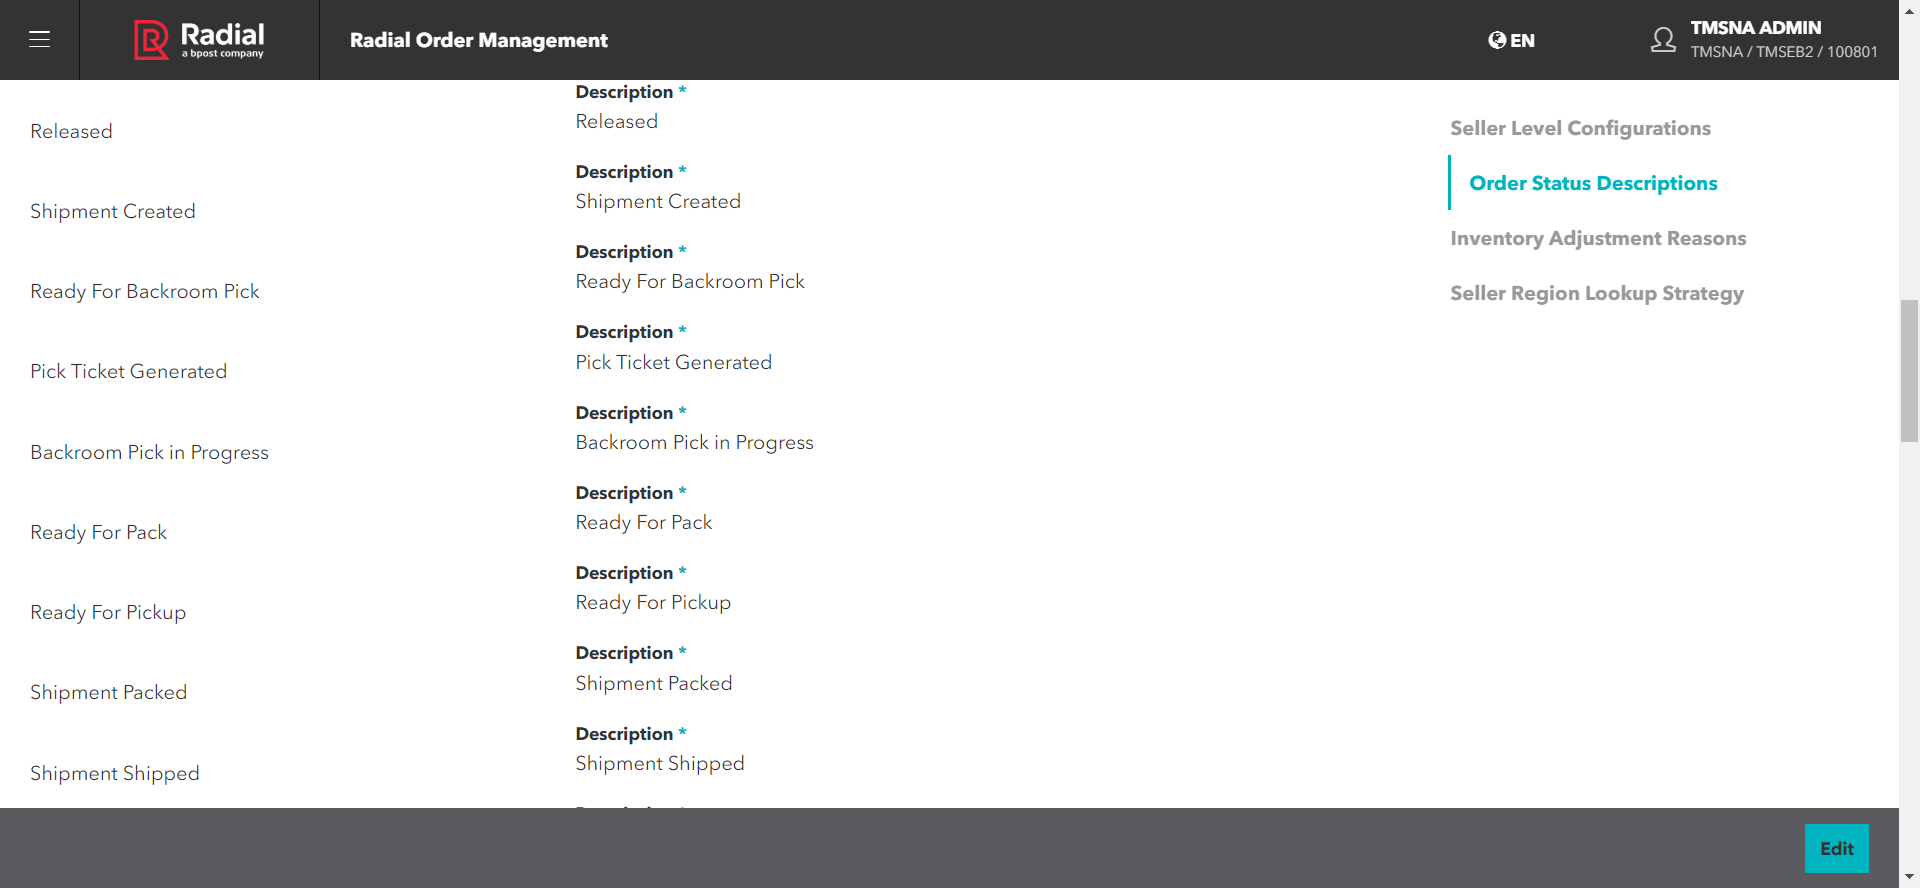 Radial
a bpost company
Radial Order Management
EN
TMSNA ADMIN
TMSNA / TMSEB2 / 100801
Released
Description *
Released
Shipment Created
Description *
Shipment Created
Ready For Backroom Pick
Description *
Ready For Backroom Pick
Pick Ticket Generated
Description *
Pick Ticket Generated
Backroom Pick in Progress
Description *
Backroom Pick in Progress
Ready For Pack
Description *
Ready For Pack
Ready For Pickup
Description *
Ready For Pickup
Shipment Packed
Description *
Shipment Packed
Shipment Shipped
Description *
Shipment Shipped
Seller Level Configurations
Order Status Descriptions
Inventory Adjustment Reasons
Seller Region Lookup Strategy
Edit